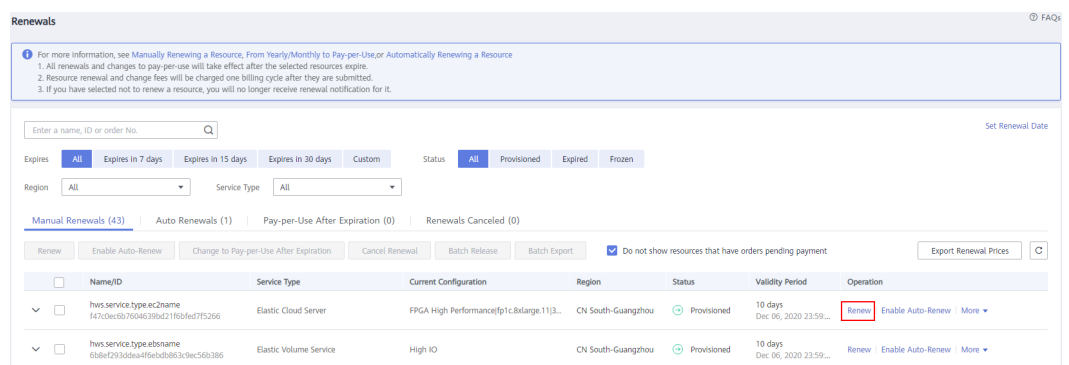 Renewals
FAQs
For more information, see Manually Renewing a Resource, From Yearly/Monthly to Pay-per-Use,or Automatically Renewing a Resource
1. All renewals and changes to pay-per-use will take effect after the selected resources expire.
2. Resource renewal and change fees will be charged one billing cycle after they are submitted.
3. If you have selected not to renew a resource, you will no longer receive renewal notification for it.
Enter a name, ID or order No.
Set Renewal Date
Expires All Expires in 7 days Expires in 15 days Expires in 30 days Custom Status All Provisioned Expired Frozen
Region All Service Type All
Manual Renewals (43) Auto Renewals (1) Pay-per-Use After Expiration (0) Renewals Canceled (0)
Renew Enable Auto-Renew Change to Pay-per-Use After Expiration Cancel Renewal Batch Release Batch Export Do not show resources that have orders pending payment Export Renewal Prices
Name/ID Service Type Current Configuration Region Status Validity Period Operation
hws.service.type.ec2name
f47c0ec6b7604639bd21f6bfed7f5266
Elastic Cloud Server FPGA High Performance|fp1c.8xlarge.11|3... CN South-Guangzhou Provisioned
10 days
Dec 06, 2020 23:59:...
Renew Enable Auto-Renew More
hws.service.type.ebsname
6b8ef293ddea4f6ebdb863c9ec56b386
Elastic Volume Service High IO CN South-Guangzhou Provisioned
10 days
Dec 06, 2020 23:59:...
Renew Enable Auto-Renew More